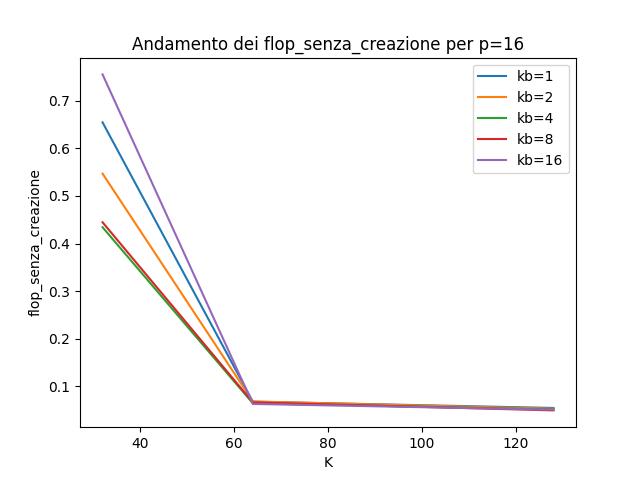 Andamento dei flop_senza_creazione per p=16
kb=1
kb=2
kb=4
kb=8
kb=16
flop_senza_creazione
0.7
0.6
0.5
0.4
0.3
0.2
0.1
40 60 80 100 120
K